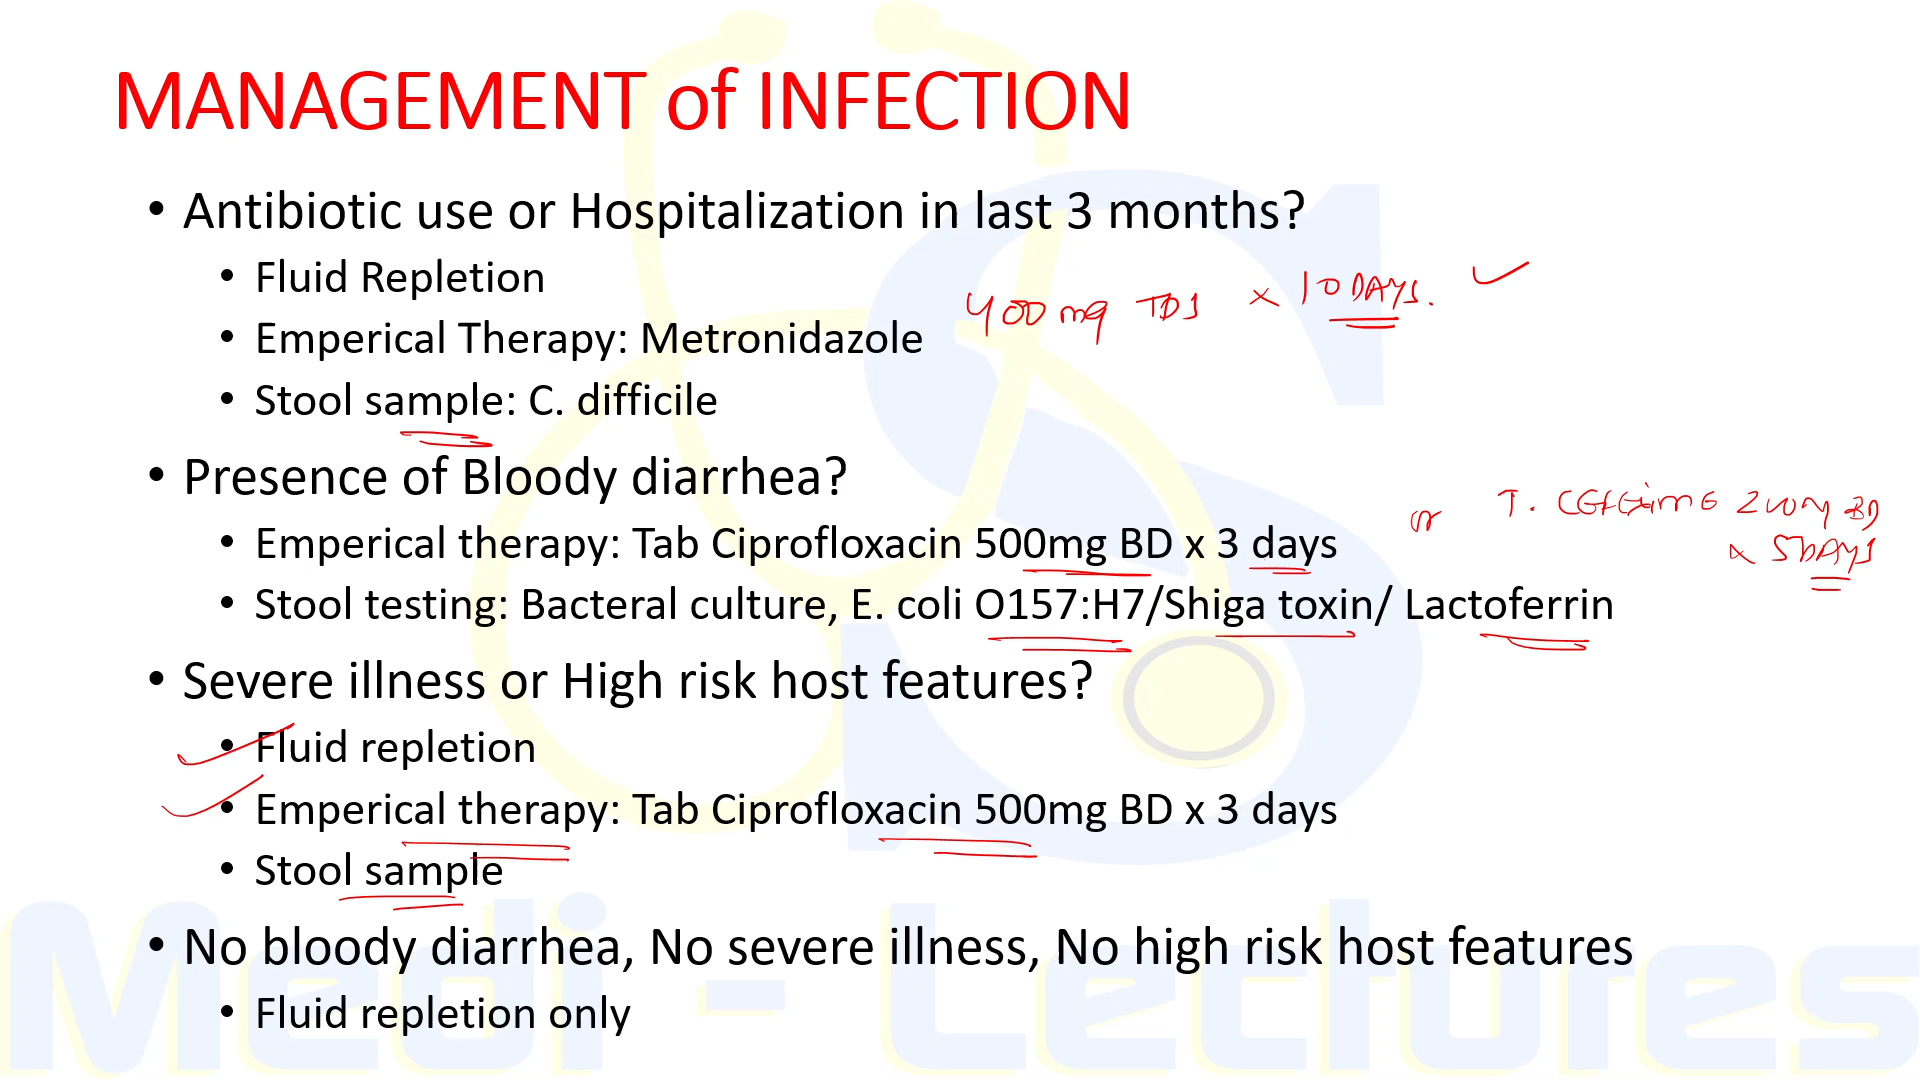 MANAGEMENT of INFECTION
• Antibiotic use or Hospitalization in last 3 months?
• Fluid Repletion
400mg TDS x 10 DAYS.
• Emperical Therapy: Metronidazole
• Stool sample: C. difficile
• Presence of Bloody diarrhea?
or T. CEFixime 200mg BD
x 5 DAYS
• Emperical therapy: Tab Ciprofloxacin 500mg BD x 3 days
• Stool testing: Bacteral culture, E. coli O157:H7/Shiga toxin/ Lactoferrin
• Severe illness or High risk host features?
• Fluid repletion
• Emperical therapy: Tab Ciprofloxacin 500mg BD x 3 days
• Stool sample
• No bloody diarrhea, No severe illness, No high risk host features
• Fluid repletion only
Medi - Lectures